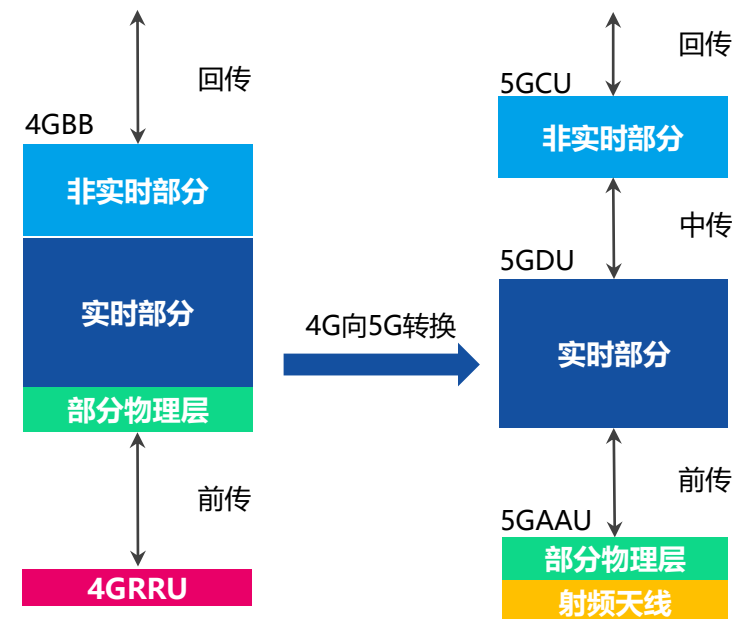 回传
4GBB
非实时部分
实时部分
部分物理层
前传
4GRRU
4G向5G转换
回传
5GCU
非实时部分
中传
5GDU
实时部分
前传
5GAAU
部分物理层
射频天线